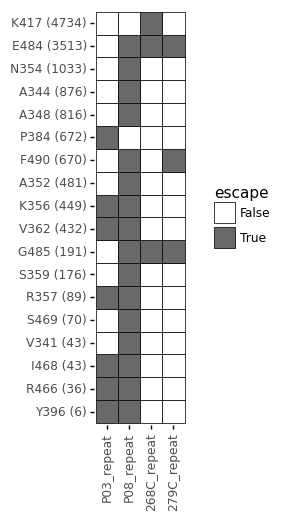 K417 (4734)
E484 (3513)
N354 (1033)
A344 (876)
A348 (816)
P384 (672)
F490 (670)
A352 (481)
K356 (449)
V362 (432)
G485 (191)
S359 (176)
R357 (89)
S469 (70)
V341 (43)
I468 (43)
R466 (36)
Y396 (6)
P03_repeat
P08_repeat
268C_repeat
279C_repeat
escape
False
True